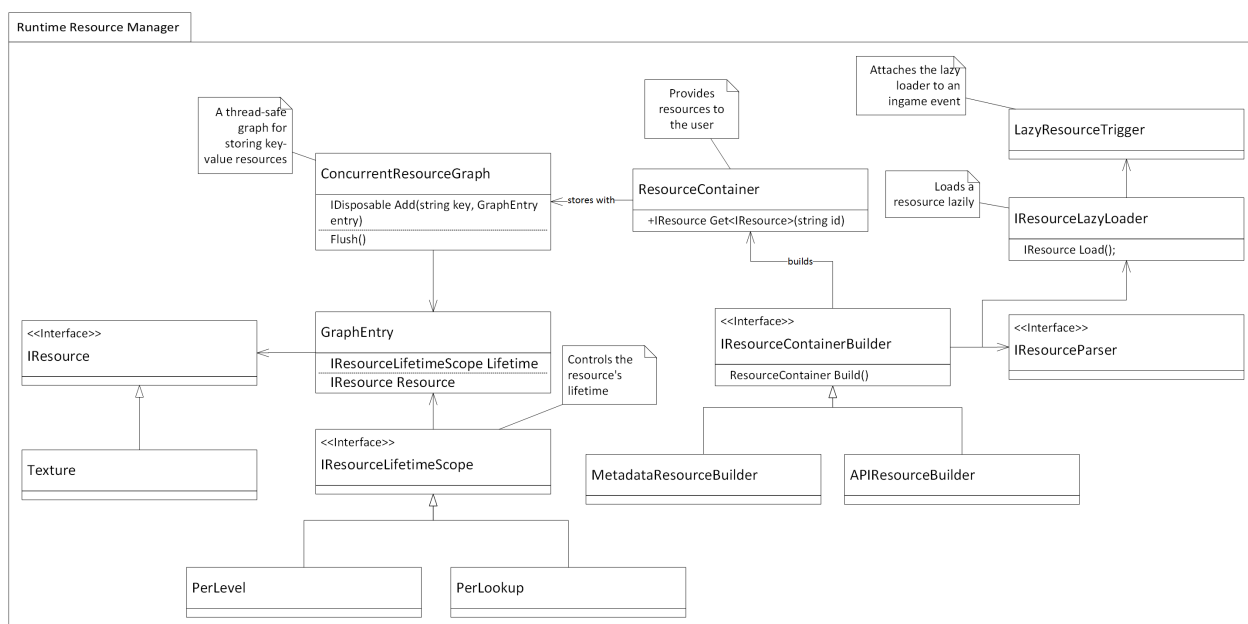 Runtime Resource Manager
A thread-safe
graph for
storing key-
value resources
Provides
resources to
the user
Attaches the lazy
loader to an
ingame event
LazyResourceTrigger
ConcurrentResourceGraph
IDisposable Add(string key, GraphEntry
entry)
Flush()
stores with
ResourceContainer
+IResource Get<IResource>(string id)
Loads a
resosurce lazily
IResourceLazyLoader
IResource Load();
builds
<<Interface>>
IResource
GraphEntry
IResourceLifetimeScope Lifetime
IResource Resource
Controls the
resource's
lifetime
<<Interface>>
IResourceContainerBuilder
ResourceContainer Build()
<<Interface>>
IResourceParser
Texture
<<Interface>>
IResourceLifetimeScope
MetadataResourceBuilder
APIResourceBuilder
PerLevel
PerLookup